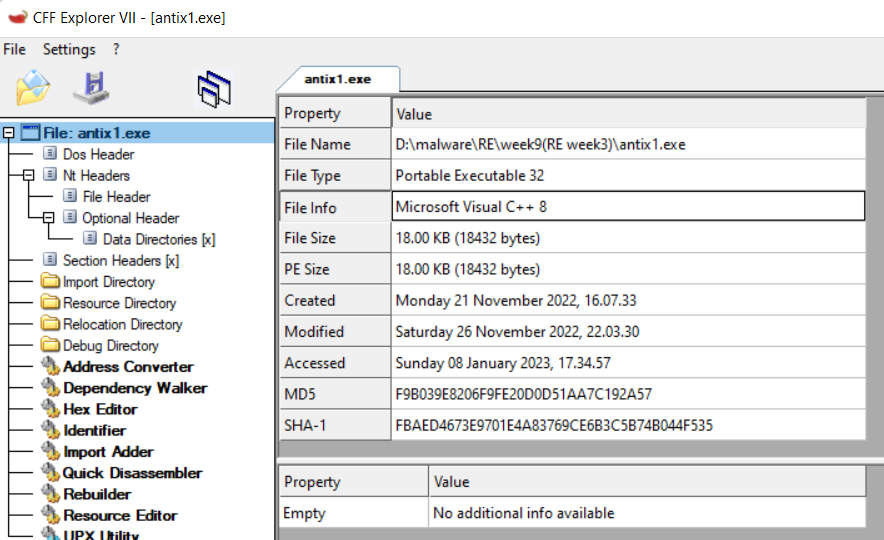 CFF Explorer VII - [antix1.exe]
File Settings ?
antix1.exe
File: antix1.exe
Dos Header
Nt Headers
File Header
Optional Header
Data Directories [x]
Section Headers [x]
Import Directory
Resource Directory
Relocation Directory
Debug Directory
Address Converter
Dependency Walker
Hex Editor
Identifier
Import Adder
Quick Disassembler
Rebuilder
Resource Editor
UPX Utility
Property Value
File Name D:\malware\RE\week9(RE week3)\antix1.exe
File Type Portable Executable 32
File Info Microsoft Visual C++ 8
File Size 18.00 KB (18432 bytes)
PE Size 18.00 KB (18432 bytes)
Created Monday 21 November 2022, 16.07.33
Modified Saturday 26 November 2022, 22.03.30
Accessed Sunday 08 January 2023, 17.34.57
MD5 F9B039E8206F9FE20D0D51AA7C192A57
SHA-1 FBAED4673E9701E4A83769CE6B3C5B74B044F535
Property Value
Empty No additional info available